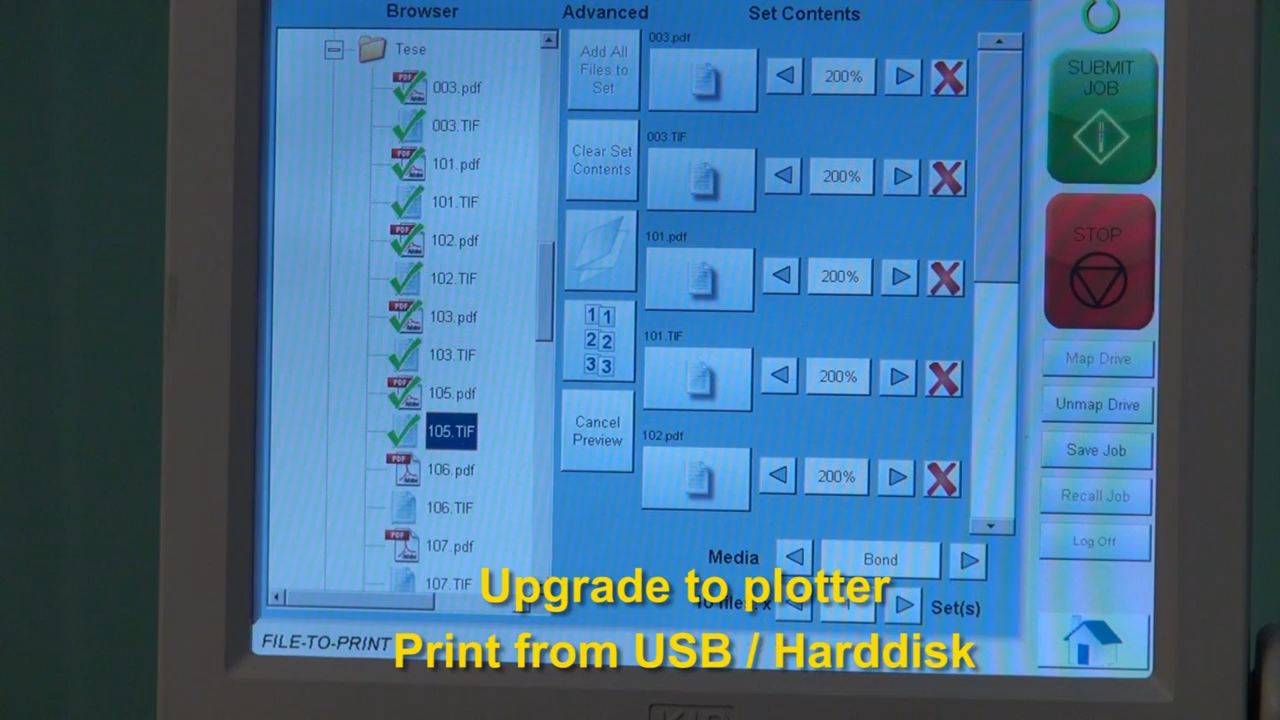 Browser
Advanced
Set Contents
Tese
003.pdf
003.TIF
101.pdf
101.TIF
102.pdf
102.TIF
103.pdf
103.TIF
105.pdf
105.TIF
106.pdf
106.TIF
107.pdf
107.TIF
Add All
Files to
Set
Clear Set
Contents
11
22
33
Cancel
Preview
003.pdf
200%
003.TIF
200%
101.pdf
200%
101.TIF
200%
102.pdf
200%
Media
Bond
Set(s)
SUBMIT
JOB
STOP
Map Drive
Unmap Drive
Save Job
Recall Job
Log Off
FILE-TO-PRINT
Upgrade to plotter
Print from USB / Harddisk